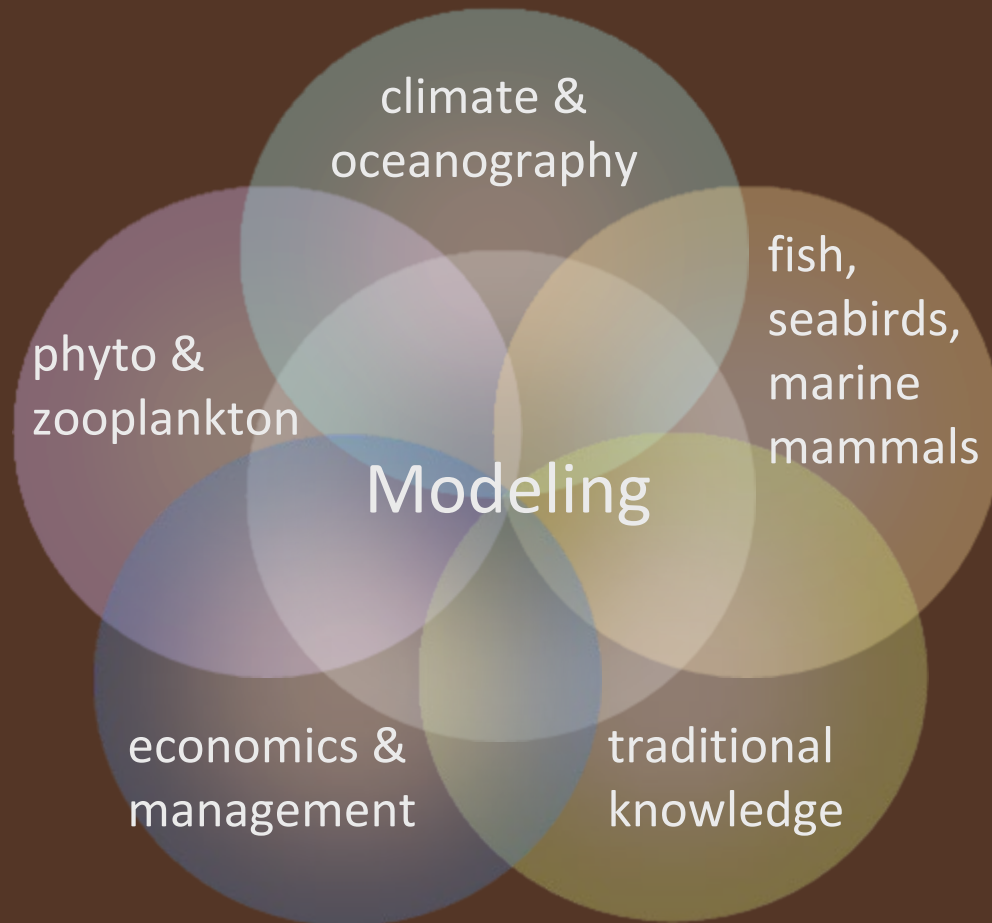 climate &
oceanography
fish,
seabirds,
marine
mammals
phyto &
zooplankton
Modeling
economics &
management
traditional
knowledge